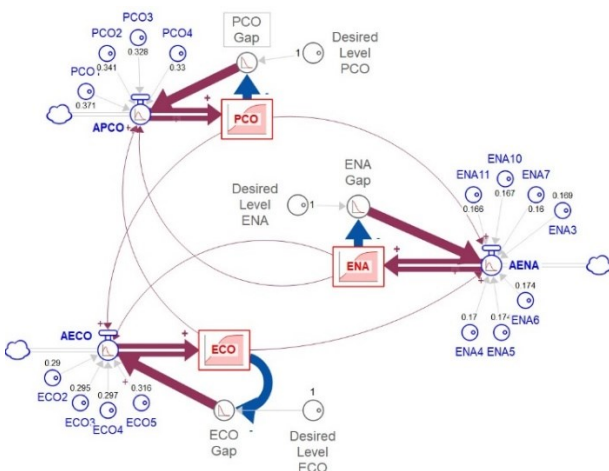 PCO3
PCO2
PCO4
0.328
0.341
0.33
PCO1
0.371
APCO
+
PCO
Gap
1
Desired
Level
PCO
+
-
PCO
+
ENA
Gap
Desired
Level
ENA
1
-
ENA
+
ENA10
ENA11
ENA7
0.167
0.169
0.166
0.16
ENA3
+
AENA
+
0.174
ENA6
0.17
0.174
ENA4
ENA5
AECO
+
+
ECO
0.29
ECO2
0.295
ECO3
0.297
ECO4
+
0.316
ECO5
-
ECO
Gap
1
Desired
Level
ECO